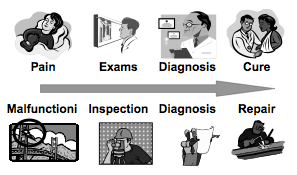 Pain Exams Diagnosis Cure
Malfunctioni Inspection Diagnosis Repair